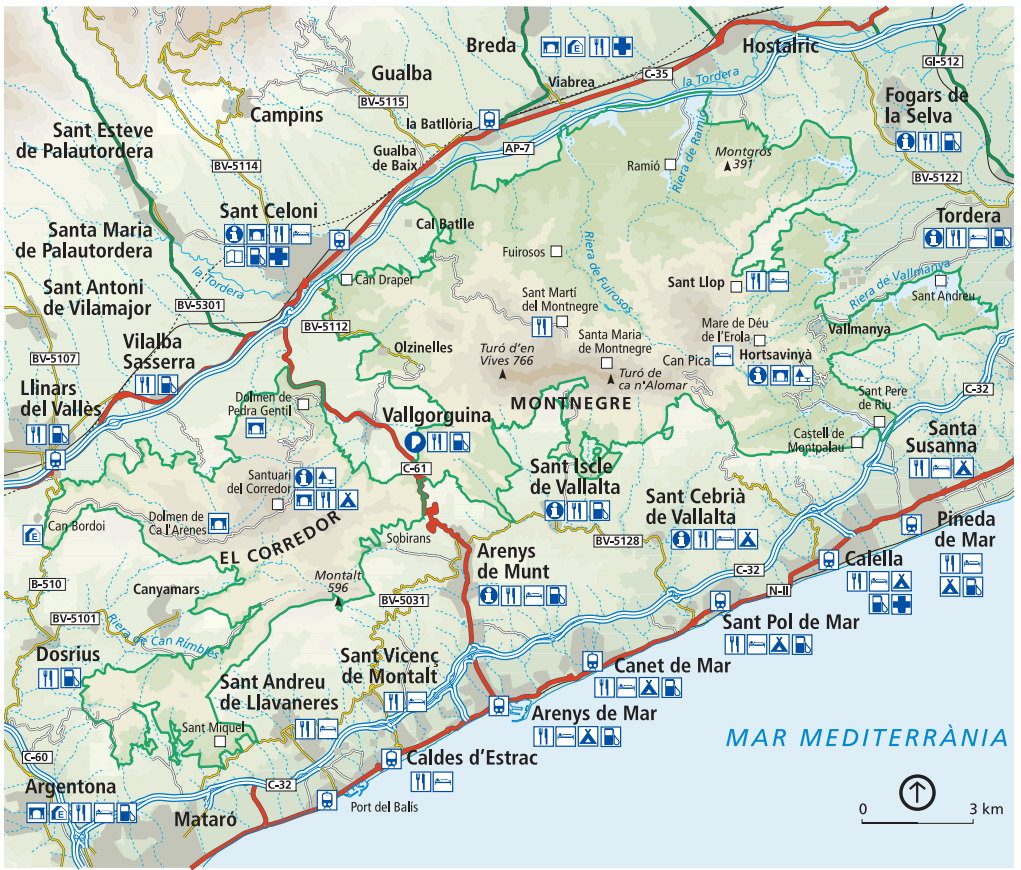 Breda
Hostalric
GI-512
C-35
la Tordera
Viabrea
Gualba
BV-5115
Campins
Fogars de
la Selva
la Batllòria
Sant Esteve
de Palautordera
Gualba
de Baix
AP-7
Riera de Ramió
Ramió
Montgròs
391
BV-5114
BV-5122
Sant Celoni
Cal Batlle
Tordera
Santa Maria
de Palautordera
Fuirosos
Riera de Fuirosos
la Tordera
Can Draper
Sant Llop
Riera de Vallmanya
Sant Antoni
de Vilamajor
Sant Andreu
BV-5301
Sant Martí
del Montnegre
BV-5112
Vallmanya
Mare de Déu
de l'Erola
Santa Maria
de Montnegre
Vilalba
Sasserra
Olzinelles
BV-5107
Turó d'en
Vives 766
Can Pica
Hortsavinyà
C-32
Llinars
del Vallès
Turó de
ca n'Alomar
Dolmen de
Pedra Gentil
MONTNEGRE
Sant Pere
de Riu
Vallgorguina
P
Castell de
Montpalau
Santa
Susanna
C-61
Sant Iscle
de Vallalta
Santuari
del Corredor
Sant Cebrià
de Vallalta
Dolmen de
Ca l'Arenes
Can Bordoi
EL CORREDOR
Sobirans
BV-5128
Pineda
de Mar
Arenys
de Munt
Calella
C-32
B-510
Canyamars
Montalt
596
N-II
BV-5031
BV-5101
Riera de Can Rimbles
Sant Pol de Mar
Dosrius
Sant Vicenç
de Montalt
Canet de Mar
Sant Andreu
de Llavaneres
Arenys de Mar
Sant Miquel
MAR MEDITERRÀNIA
C-60
Caldes d'Estrac
Argentona
C-32
Port del Balís
Mataró
0 3 km